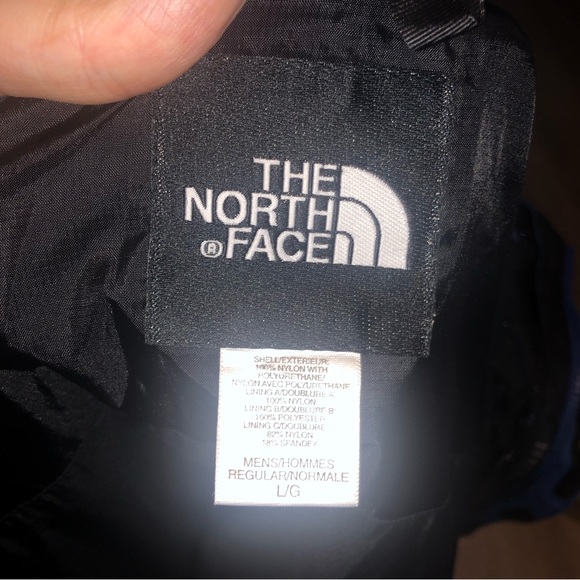 THE
NORTH
® FACE
SHELL/EXTERIEUR:
100% NYLON WITH
POLYURETHANE/
NYLON AVEC POLYURETHANE
LINING A/DOUBLURE A
100% NYLON
LINING B/DOUBLURE B
100% POLYESTER
LINING C/DOUBLURE
82% NYLON
18% SPANDEX
MENS/HOMMES
REGULAR/NORMALE
L/G